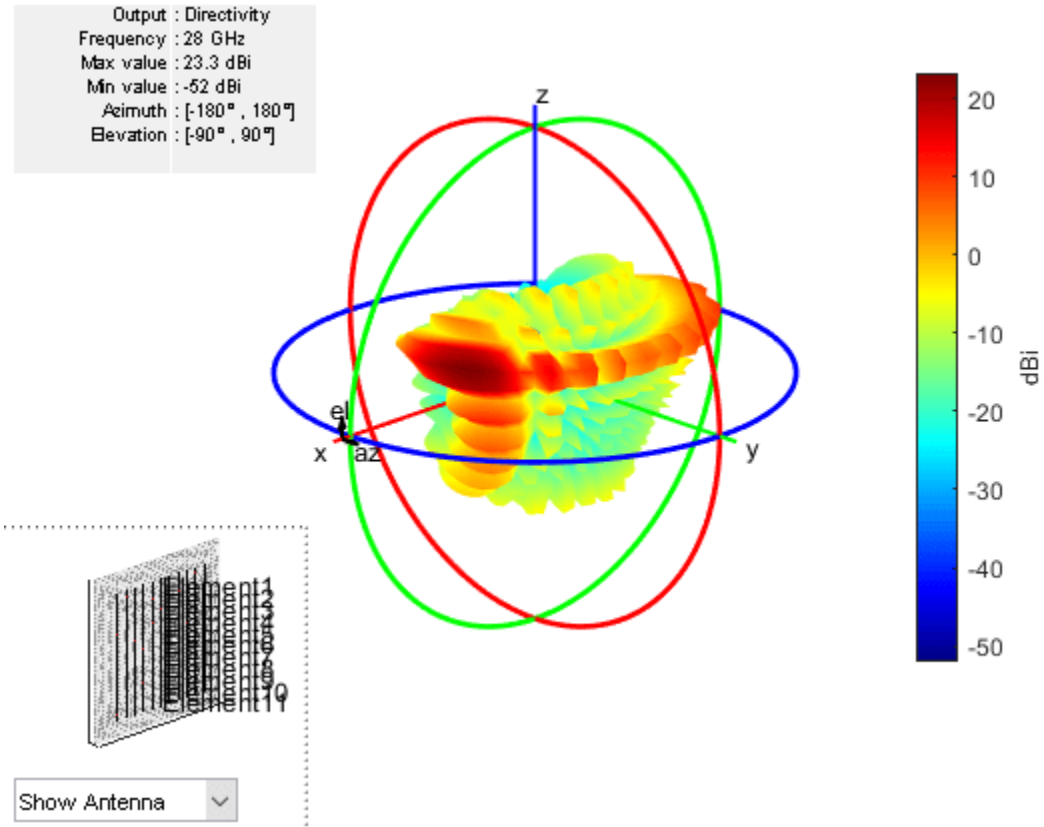 Output : Directivity
Frequency : 28 GHz
Max value : 23.3 dBi
Min value : -52 dBi
Azimuth : [-180° , 180°]
Elevation : [-90° , 90°]
z
20
10
0
-10
-20
-30
-40
-50
dBi
el
x
az
y
Element1
Element11
Show Antenna